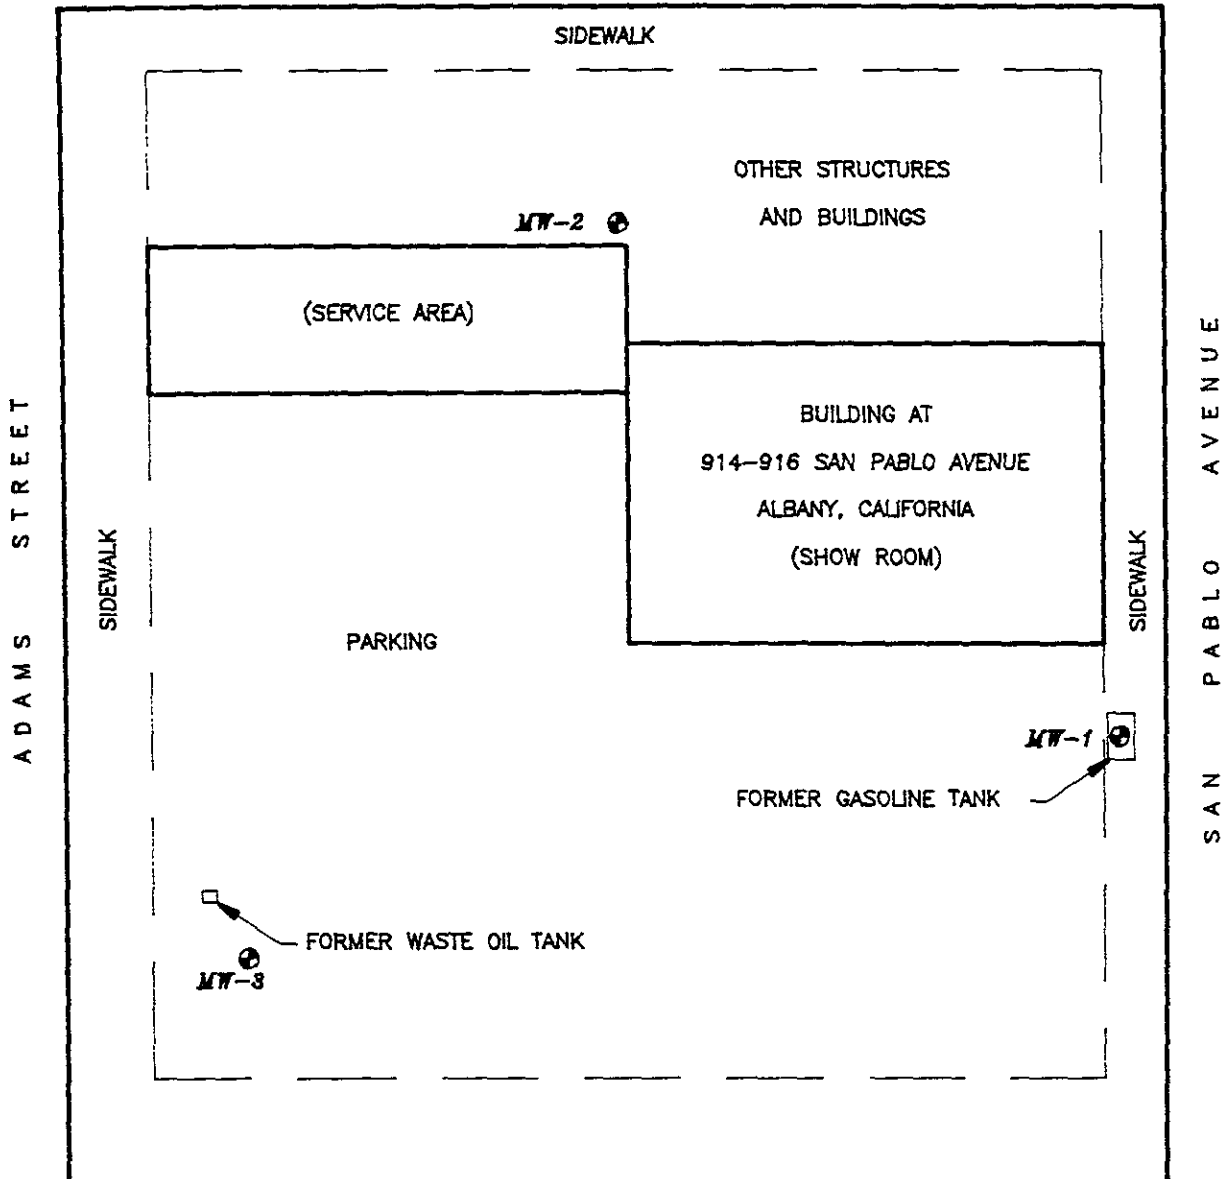 SIDEWALK
OTHER STRUCTURES
AND BUILDINGS
MW-2
(SERVICE AREA)
BUILDING AT
914-916 SAN PABLO AVENUE
ALBANY, CALIFORNIA
(SHOW ROOM)
ADAMS STREET
SIDEWALK
PARKING
SIDEWALK
SAN PABLO AVENUE
MW-1
FORMER GASOLINE TANK
FORMER WASTE OIL TANK
MW-3